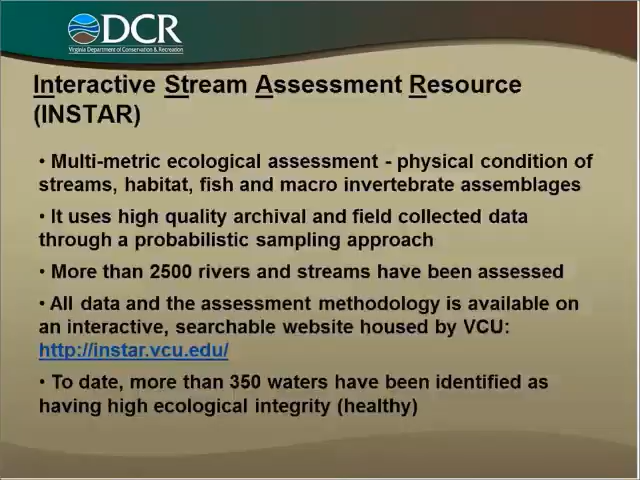 DCR
Virginia Department of Conservation & Recreation
Interactive Stream Assessment Resource
(INSTAR)
• Multi-metric ecological assessment - physical condition of
streams, habitat, fish and macro invertebrate assemblages
• It uses high quality archival and field collected data
through a probabilistic sampling approach
• More than 2500 rivers and streams have been assessed
• All data and the assessment methodology is available on
an interactive, searchable website housed by VCU:
http://instar.vcu.edu/
• To date, more than 350 waters have been identified as
having high ecological integrity (healthy)